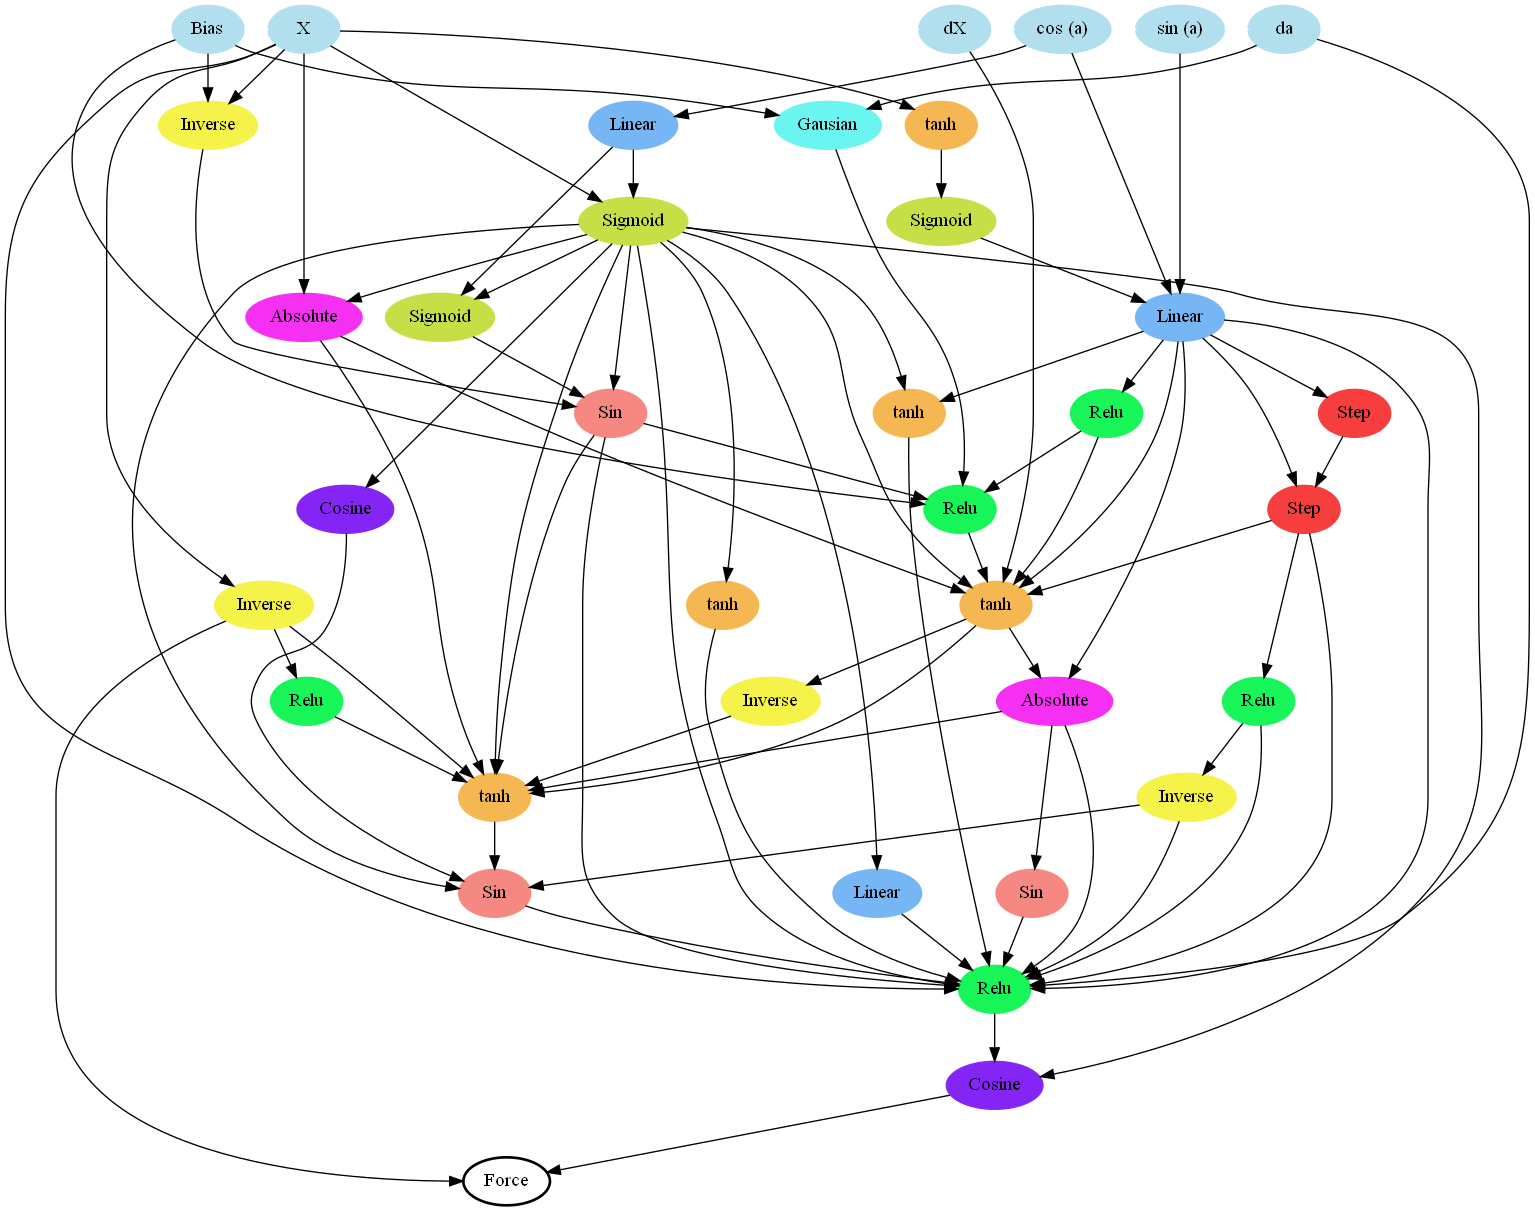 Bias X dX cos (a) sin (a) da
Inverse Linear Gausian tanh
Sigmoid Sigmoid
Absolute Sigmoid Linear
Sin tanh Relu Step
Cosine Relu Step
Inverse tanh tanh
Relu Inverse Absolute Relu
tanh Inverse
Sin Linear Sin
Relu
Cosine
Force